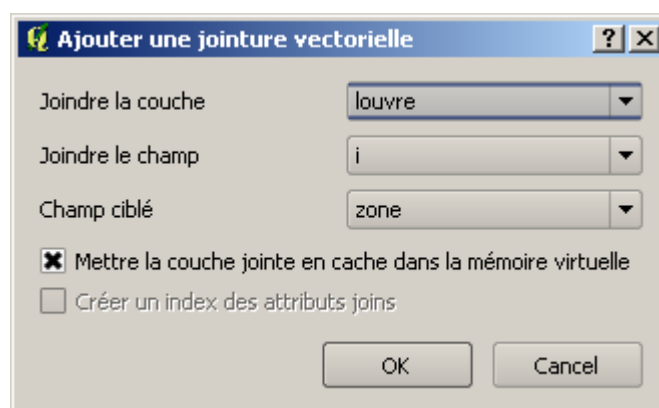 Ajouter une jointure vectorielle
Joindre la couche louvre
Joindre le champ i
Champ ciblé zone
Mettre la couche jointe en cache dans la mémoire virtuelle
Créer un index des attributs joins
OK Cancel